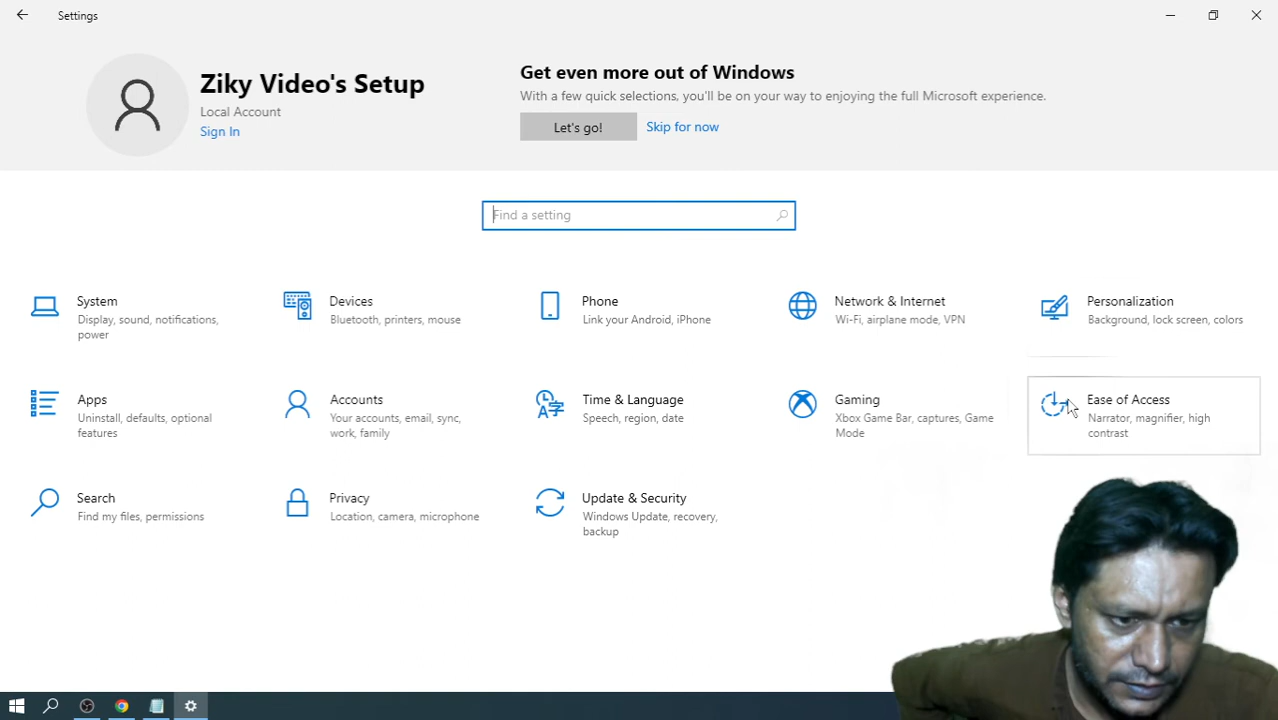 Settings
Ziky Video's Setup
Local Account
Sign In
Get even more out of Windows
With a few quick selections, you'll be on your way to enjoying the full Microsoft experience.
Let's go!
Skip for now
Find a setting
System
Display, sound, notifications,
power
Devices
Bluetooth, printers, mouse
Phone
Link your Android, iPhone
Network & Internet
Wi-Fi, airplane mode, VPN
Personalization
Background, lock screen, colors
Apps
Uninstall, defaults, optional
features
Accounts
Your accounts, email, sync,
work, family
Time & Language
Speech, region, date
Gaming
Xbox Game Bar, captures, Game
Mode
Ease of Access
Narrator, magnifier, high
contrast
Search
Find my files, permissions
Privacy
Location, camera, microphone
Update & Security
Windows Update, recovery,
backup